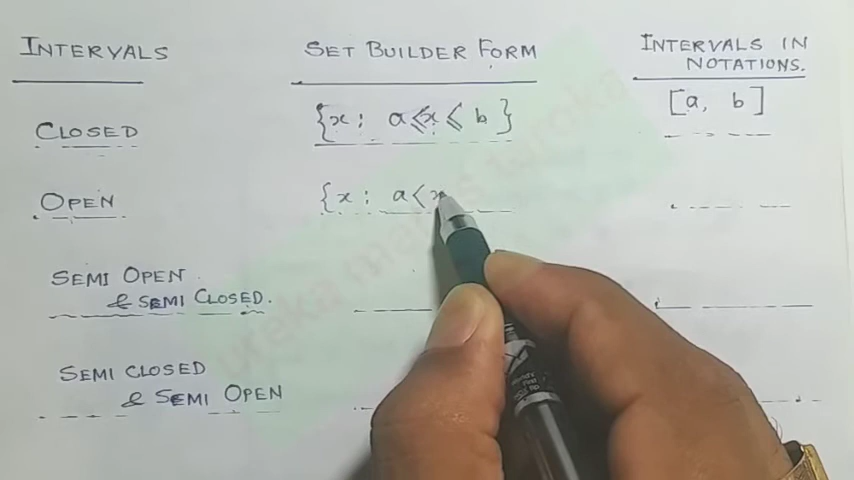 INTERVALS SET BUILDER FORM INTERVALS IN NOTATIONS.
CLOSED {x : a ⩽ x ⩽ b} [a, b]
OPEN {x : a < x
SEMI OPEN
& SEMI CLOSED.
SEMI CLOSED
& SEMI OPEN